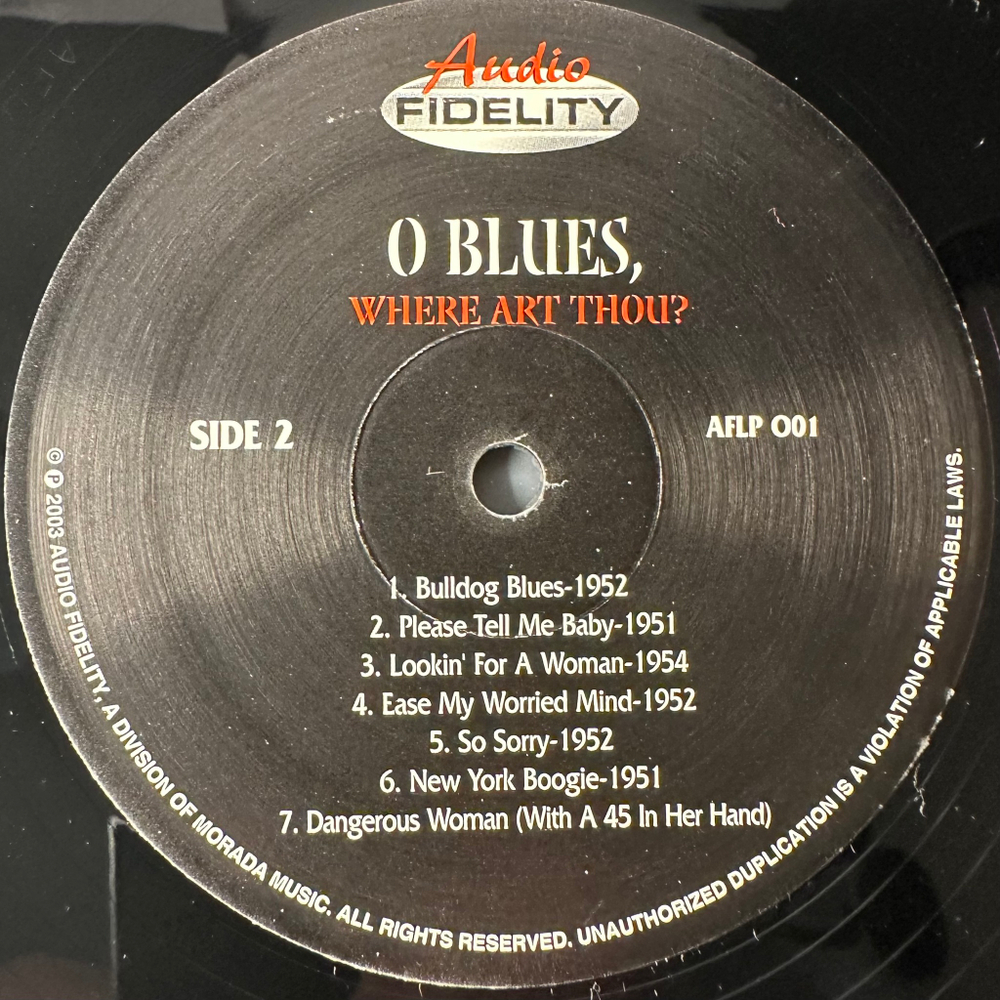 Audio
FIDELITY
O BLUES,
WHERE ART THOU?
SIDE 2
AFLP 001
1. Bulldog Blues-1952
2. Please Tell Me Baby-1951
3. Lookin' For A Woman-1954
4. Ease My Worried Mind-1952
5. So Sorry-1952
6. New York Boogie-1951
7. Dangerous Woman (With A 45 In Her Hand)
© ℗ 2003 AUDIO FIDELITY, A DIVISION OF MORADA MUSIC. ALL RIGHTS RESERVED. UNAUTHORIZED DUPLICATION IS A VIOLATION OF APPLICABLE LAWS.